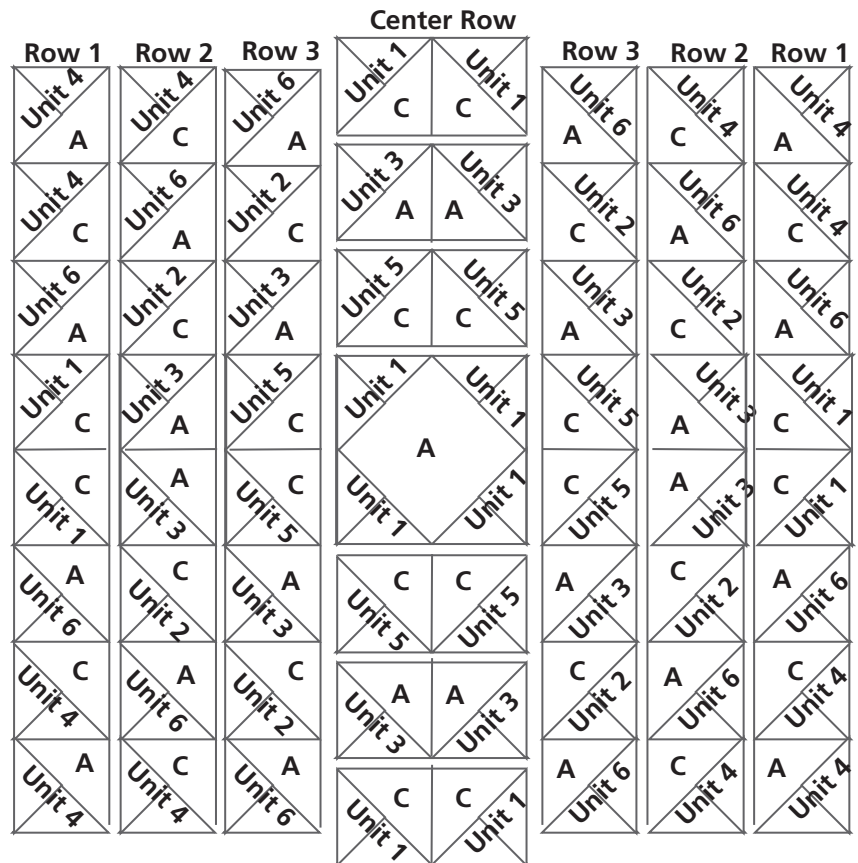 Row 1
Unit 4
A
Unit 4
C
Unit 6
A
Unit 1
C
C
Unit 1
A
Unit 6
C
Unit 4
A
Unit 4
Row 2
Unit 4
C
Unit 6
A
Unit 2
C
Unit 3
A
A
Unit 3
C
Unit 2
A
Unit 6
C
Unit 4
Row 3
Unit 6
A
Unit 2
C
Unit 3
A
Unit 5
C
C
Unit 5
A
Unit 3
C
Unit 2
A
Unit 6
Center Row
Unit 1
Unit 1
C
C
Unit 3
Unit 3
A
A
Unit 5
Unit 5
C
C
Unit 1
Unit 1
A
Unit 1
Unit 1
C
C
Unit 5
Unit 5
A
A
Unit 3
Unit 3
C
C
Unit 1
Unit 1
Row 3
Unit 6
A
Unit 2
C
Unit 3
A
Unit 5
C
C
Unit 5
A
Unit 3
C
Unit 2
A
Unit 6
Row 2
Unit 4
C
Unit 6
A
Unit 2
C
Unit 3
A
A
Unit 3
C
Unit 2
A
Unit 6
C
Unit 4
Row 1
Unit 4
A
Unit 4
C
Unit 6
A
Unit 1
C
C
Unit 1
A
Unit 6
C
Unit 4
A
Unit 4